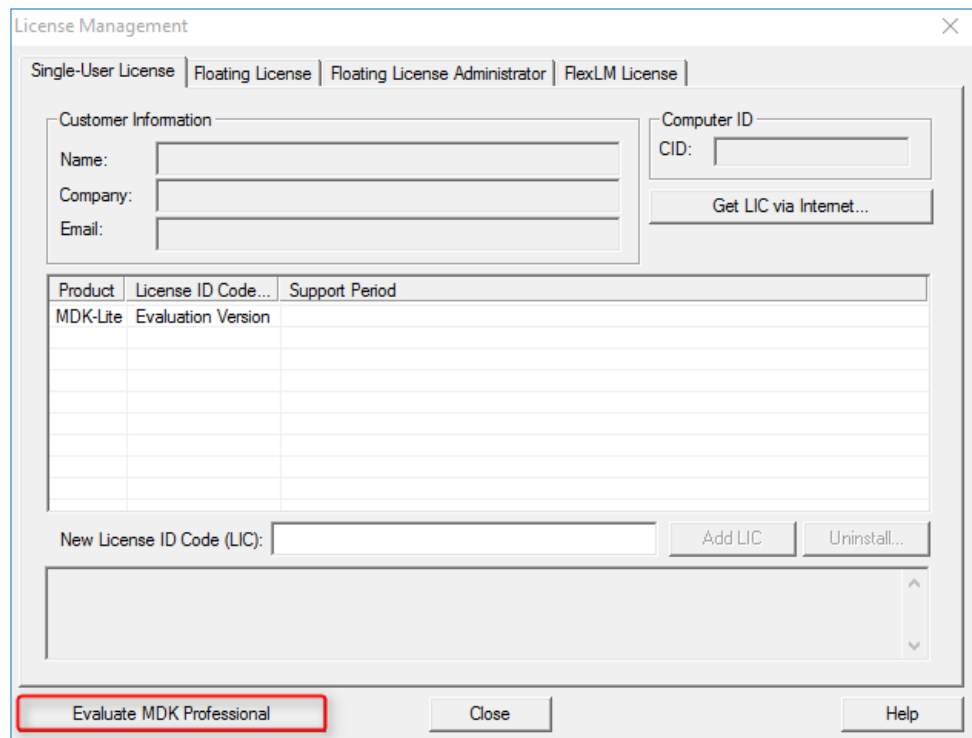 License Management
Single-User License Floating License Floating License Administrator FlexLM License
Customer Information
Name:
Company:
Email:
Computer ID
CID:
Get LIC via Internet...
Product License ID Code... Support Period
MDK-Lite Evaluation Version
New License ID Code (LIC): Add LIC Uninstall...
Evaluate MDK Professional Close Help